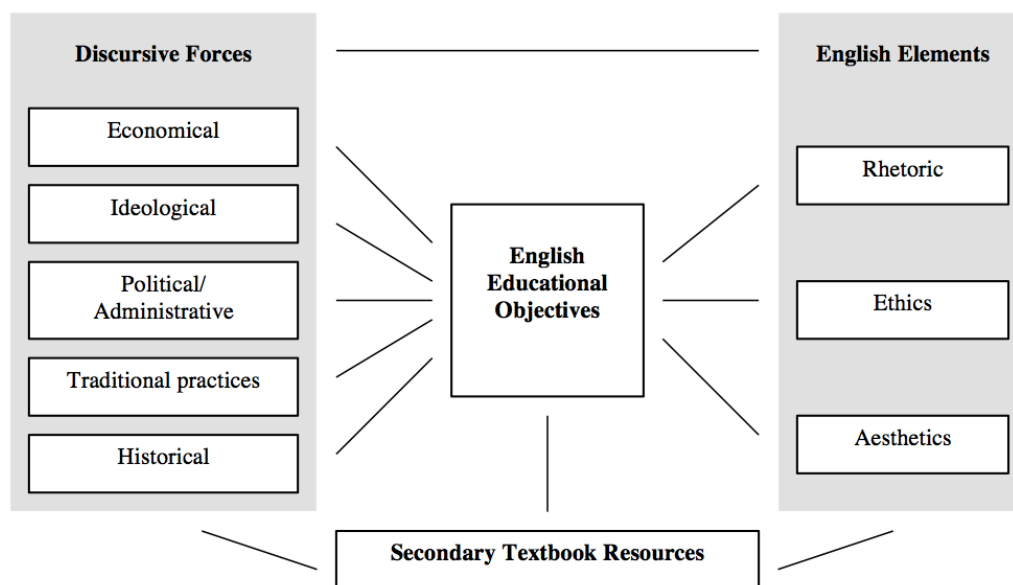 Discursive Forces
Economical
Ideological
Political/
Administrative
Traditional practices
Historical
English
Educational
Objectives
English Elements
Rhetoric
Ethics
Aesthetics
Secondary Textbook Resources